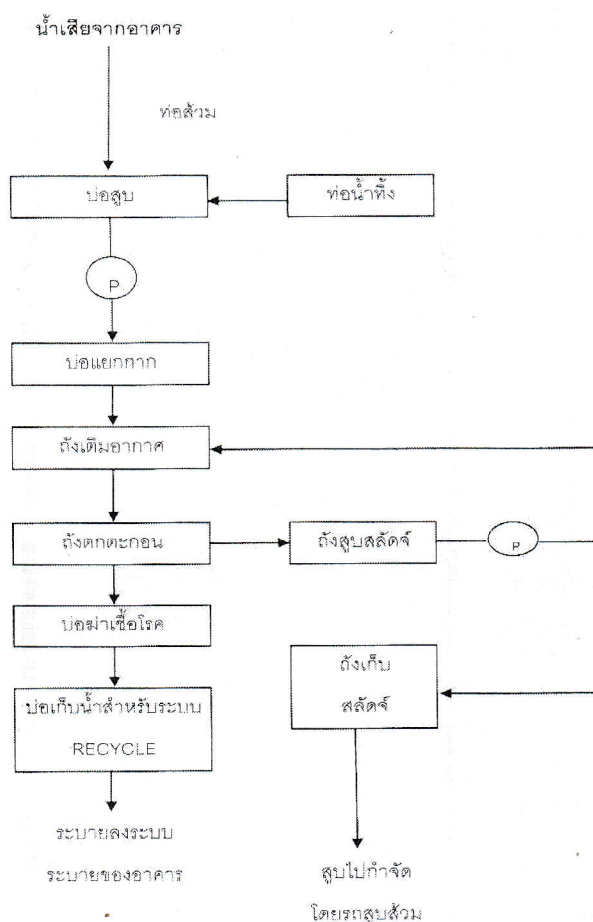 น้ำเสียจากอาคาร
ท่อส้วม
บ่อสูบ
ท่อน้ำทิ้ง
P
บ่อแยกกาก
ถังเติมอากาศ
ถังตกตะกอน
ถังสูบสลัดจ์
P
บ่อฆ่าเชื้อโรค
ถังเก็บ
สลัดจ์
บ่อเก็บน้ำสำหรับระบบ
RECYCLE
ระบายลงระบบ
ระบายของอาคาร
สูบไปกำจัด
โดยรถสูบส้วม